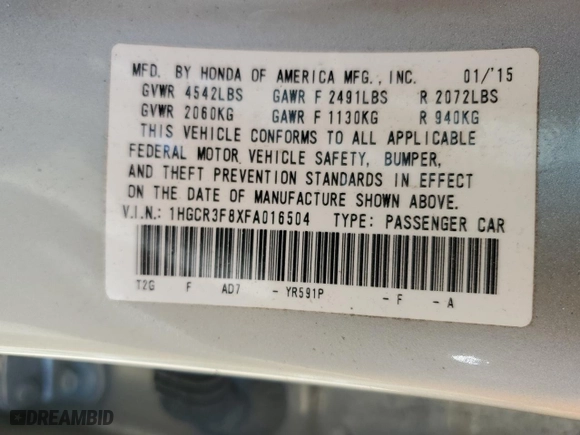 MFD. BY HONDA OF AMERICA MFG., INC. 01/'15
GVWR 4542LBS GAWR F 2491LBS R 2072LBS
GVWR 2060KG GAWR F 1130KG R 940KG
THIS VEHICLE CONFORMS TO ALL APPLICABLE
FEDERAL MOTOR VEHICLE SAFETY, BUMPER,
AND THEFT PREVENTION STANDARDS IN EFFECT
ON THE DATE OF MANUFACTURE SHOWN ABOVE.
V.I.N.: 1HGCR3F8XFA016504 TYPE: PASSENGER CAR
T2G F AD7 - YR591P - F - A
DREAMBID